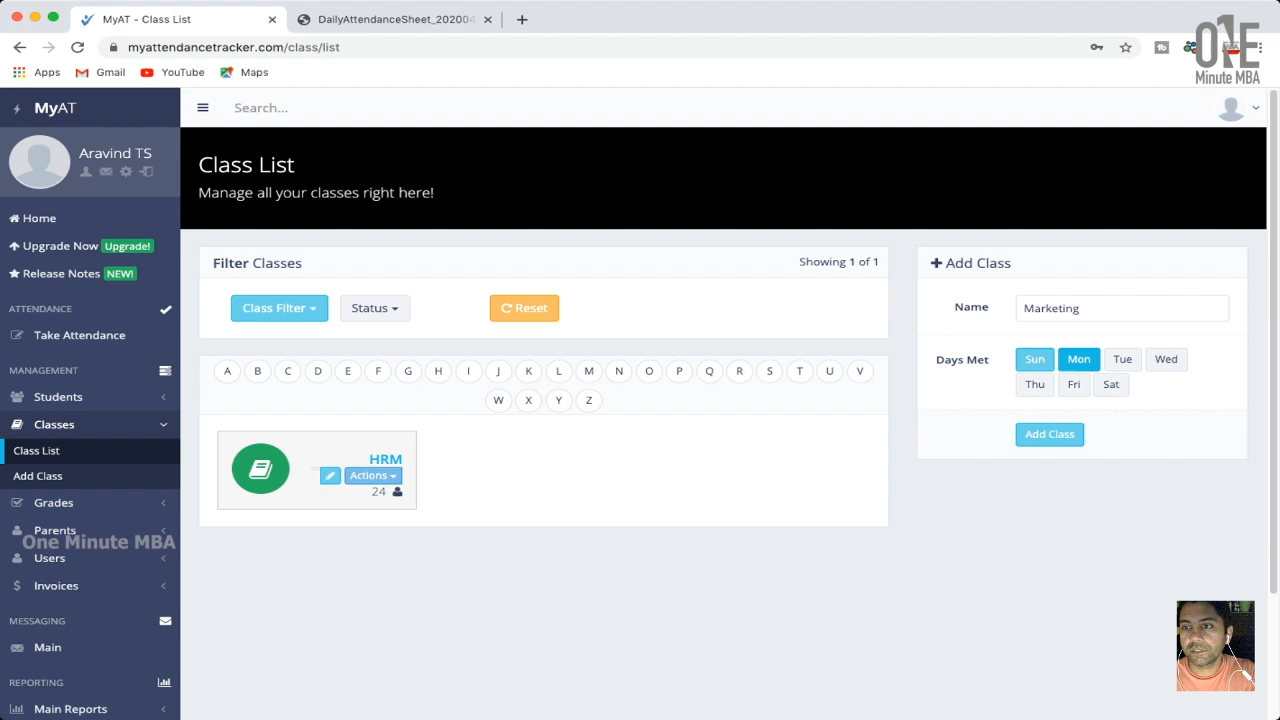 MyAT - Class List
DailyAttendanceSheet_20200
myattendancetracker.com/class/list
Apps Gmail YouTube Maps
ONE
Minute MBA
MyAT
Search...
Aravind TS
Class List
Manage all your classes right here!
Home
Upgrade Now Upgrade!
Release Notes NEW!
ATTENDANCE
Take Attendance
MANAGEMENT
Students
Classes
Class List
Add Class
Grades
Parents
One Minute MBA
Users
Invoices
MESSAGING
Main
REPORTING
Main Reports
Filter Classes
Showing 1 of 1
Class Filter Status Reset
A B C D E F G H I J K L M N O P Q R S T U V
W X Y Z
HRM
Actions
24
Add Class
Name Marketing
Days Met Sun Mon Tue Wed
Thu Fri Sat
Add Class